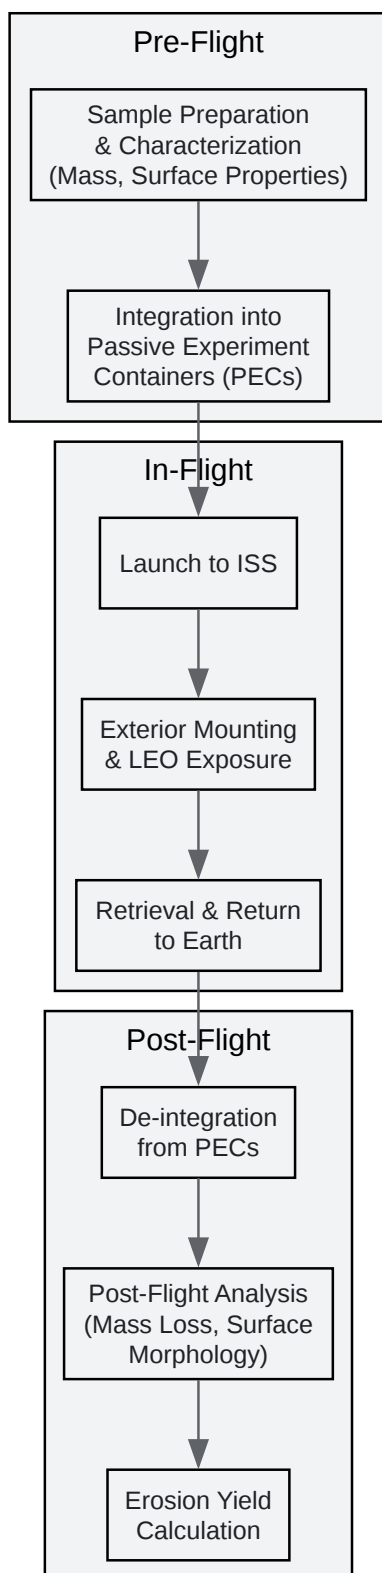 Pre-Flight
Sample Preparation
& Characterization
(Mass, Surface Properties)
Integration into
Passive Experiment
Containers (PECs)
In-Flight
Launch to ISS
Exterior Mounting
& LEO Exposure
Retrieval & Return
to Earth
Post-Flight
De-integration
from PECs
Post-Flight Analysis
(Mass Loss, Surface
Morphology)
Erosion Yield
Calculation